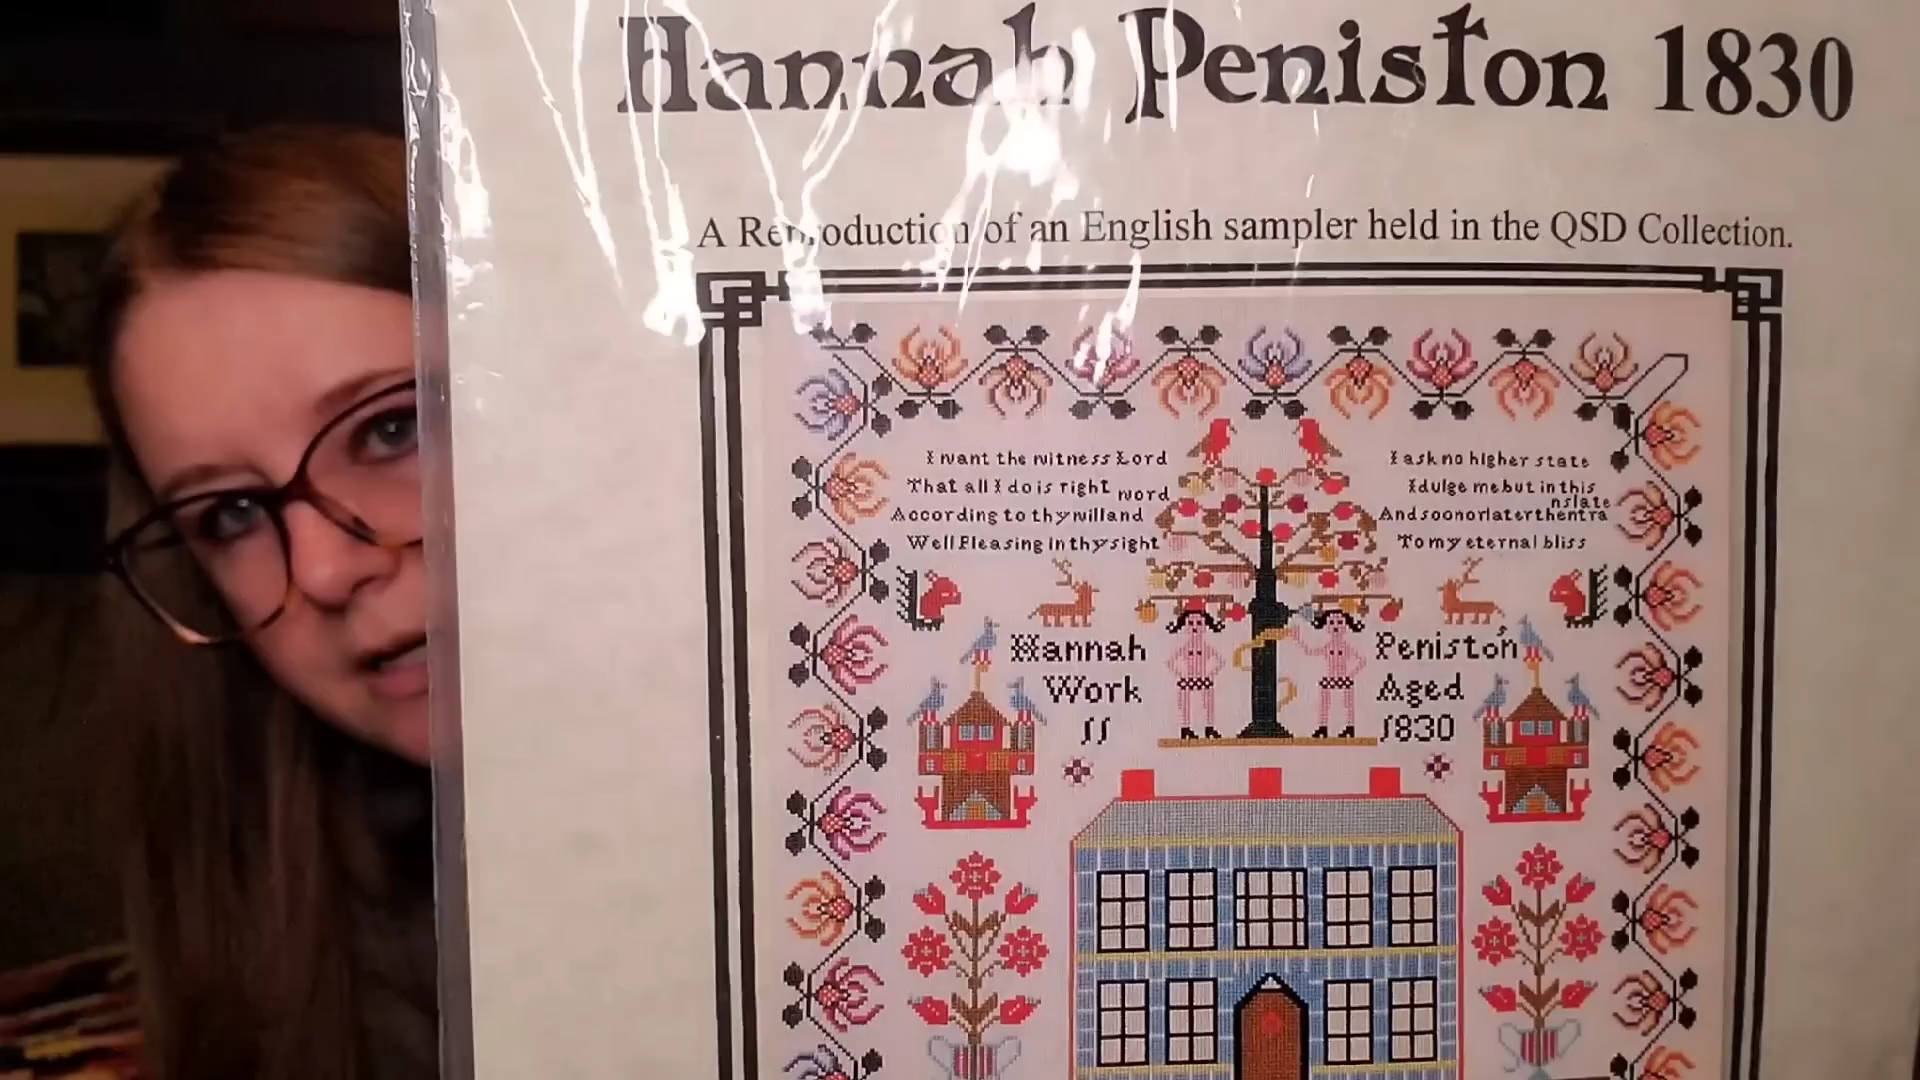 Hannah Peniston 1830
A Reproduction of an English sampler held in the QSD Collection.
I want the witness Lord
That all I do is right
word
According to thy will and
Well Pleasing in thy sight
I ask no higher state
Idulge me but in this
nslate
And soon or later then tra
To my eternal bliss
Hannah
Work
11
Peniston
Aged
1830